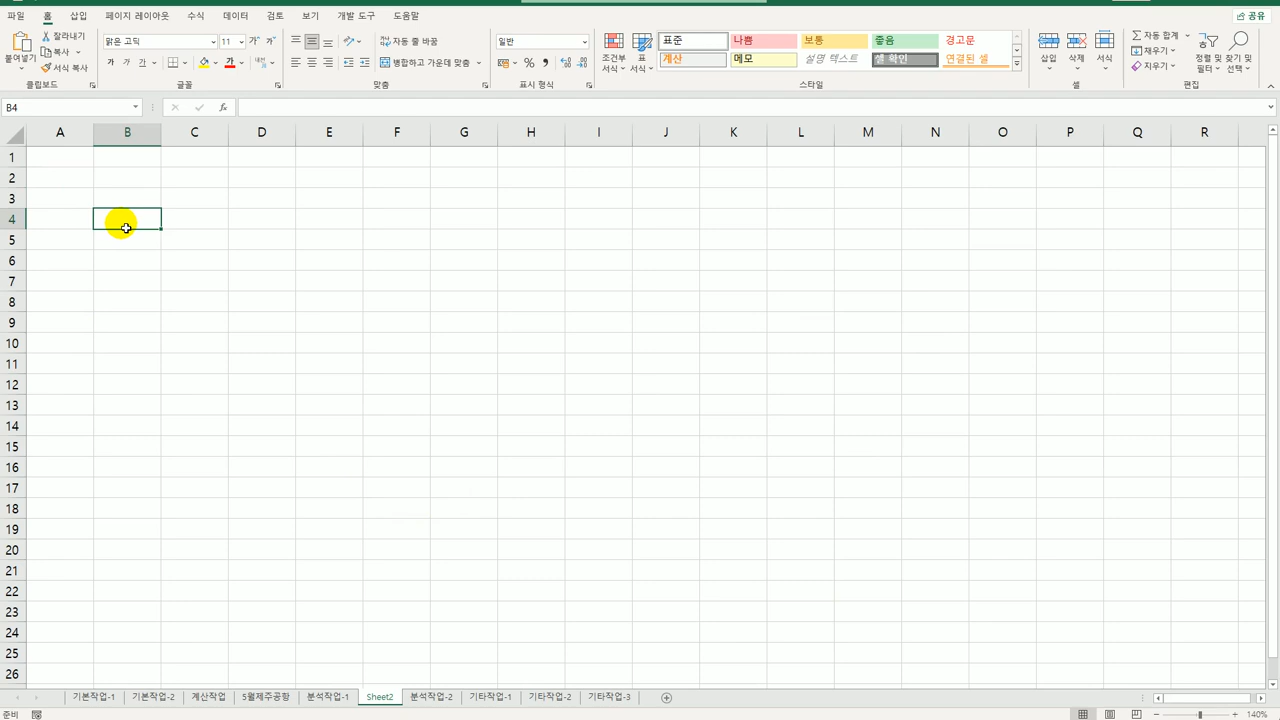 파일 홈 삽입 페이지 레이아웃 수식 데이터 검토 보기 개발 도구 도움말 공유
붙여넣기 잘라내기 복사 서식 복사 클립보드
맑은 고딕 11 가 가 가 가 가 글꼴
자동 줄 바꿈 병합하고 가운데 맞춤 맞춤
일반 % 표시 형식
조건부 서식 표 서식
표준 나쁨 보통 좋음 경고문
계산 메모 설명 텍스트 셀 확인 연결된 셀
스타일
삽입 삭제 서식 셀
자동 합계 채우기 지우기 정렬 및 필터 찾기 및 선택 편집
B4 fx
A B C D E F G H I J K L M N O P Q R
1
2
3
4
5
6
7
8
9
10
11
12
13
14
15
16
17
18
19
20
21
22
23
24
25
26
기본작업-1 기본작업-2 계산작업 5월제주공항 분석작업-1 Sheet2 분석작업-2 기타작업-1 기타작업-2 기타작업-3
준비 140%